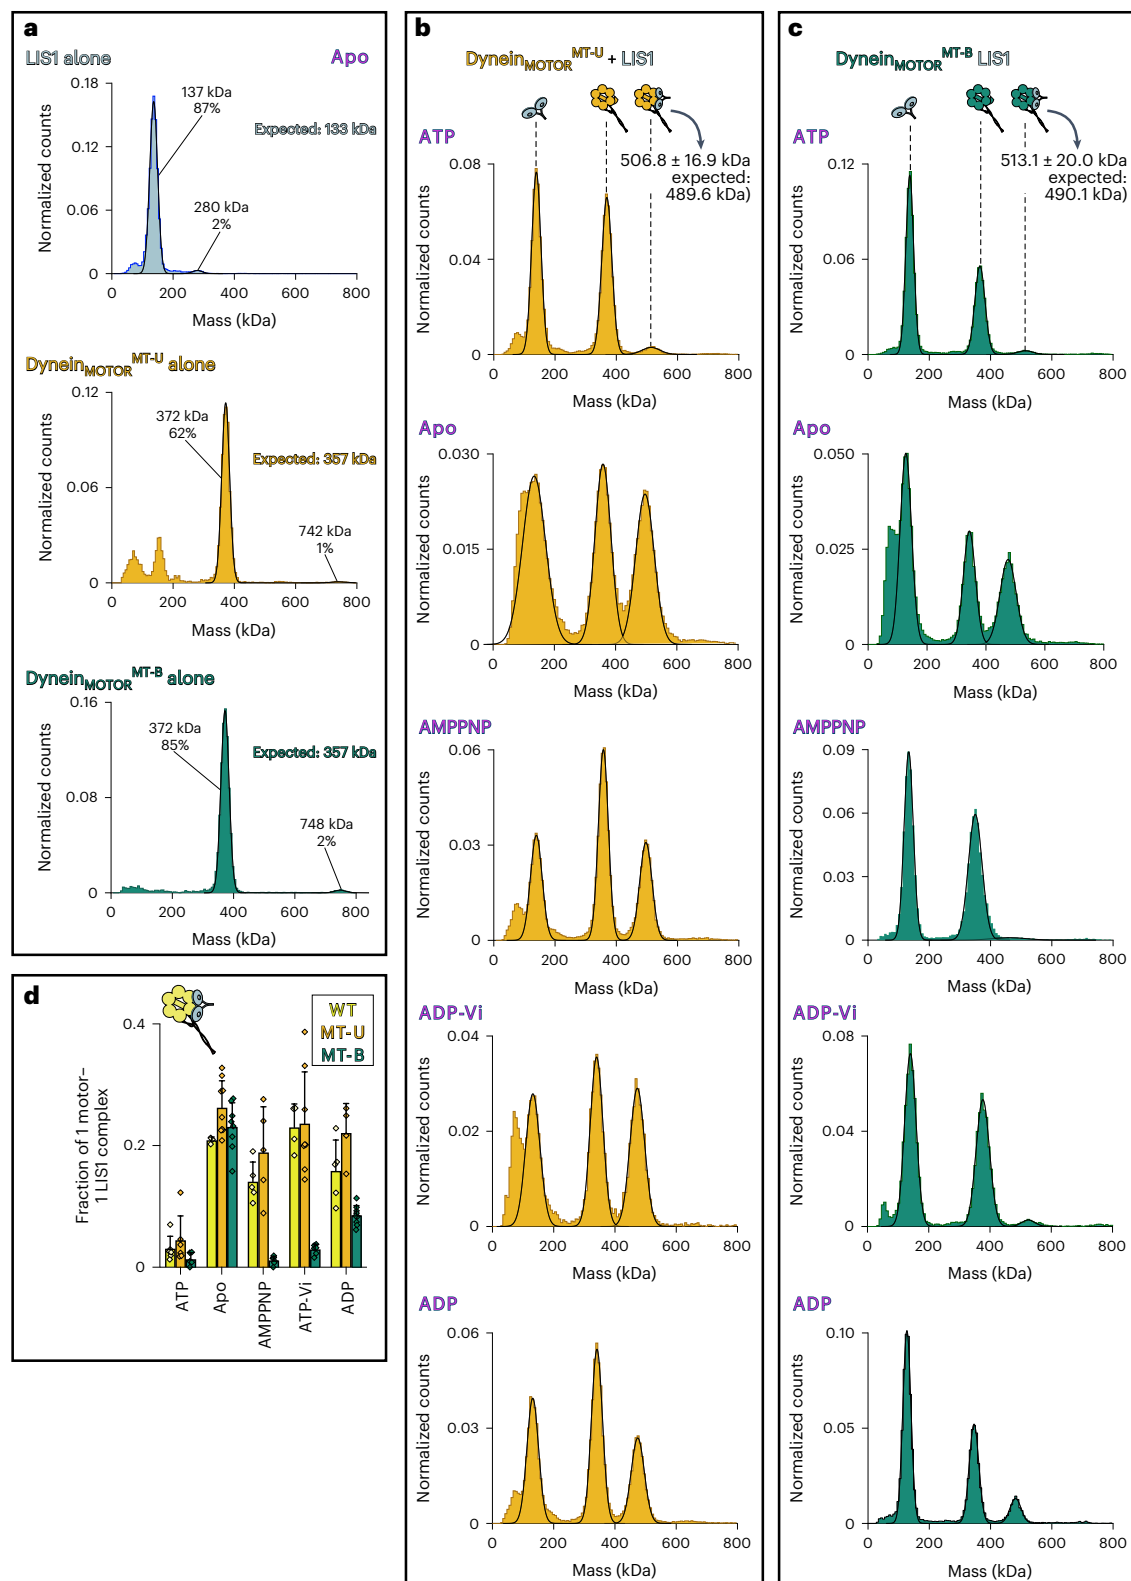 a
LIS1 alone
Apo
0.18
0.12
0.06
0
Normalized counts
137 kDa
87%
Expected: 133 kDa
280 kDa
2%
0 200 400 600 800
Mass (kDa)
DyneinMOTOR MT-U alone
0.12
0.06
0
Normalized counts
372 kDa
62%
Expected: 357 kDa
742 kDa
1%
0 200 400 600 800
Mass (kDa)
DyneinMOTOR MT-B alone
0.16
0.08
0
Normalized counts
372 kDa
85%
Expected: 357 kDa
748 kDa
2%
0 200 400 600 800
Mass (kDa)
b
DyneinMOTOR MT-U + LIS1
ATP
506.8 ± 16.9 kDa
expected:
489.6 kDa)
0.08
0.04
0
Normalized counts
0 200 400 600 800
Mass (kDa)
Apo
0.030
0.015
0
Normalized counts
0 200 400 600 800
Mass (kDa)
AMPPNP
0.06
0.03
0
Normalized counts
0 200 400 600 800
Mass (kDa)
ADP-Vi
0.04
0.02
0
Normalized counts
0 200 400 600 800
Mass (kDa)
ADP
0.06
0.03
0
Normalized counts
0 200 400 600 800
Mass (kDa)
c
DyneinMOTOR MT-B LIS1
ATP
513.1 ± 20.0 kDa
expected:
490.1 kDa)
0.12
0.06
0
Normalized counts
0 200 400 600 800
Mass (kDa)
Apo
0.050
0.025
0
Normalized counts
0 200 400 600 800
Mass (kDa)
AMPPNP
0.09
0.06
0.03
0
Normalized counts
0 200 400 600 800
Mass (kDa)
ADP-Vi
0.08
0.04
0
Normalized counts
0 200 400 600 800
Mass (kDa)
ADP
0.10
0.05
0
Normalized counts
0 200 400 600 800
Mass (kDa)
d
WT
MT-U
MT-B
0.4
0.2
0
Fraction of 1 motor–
1 LIS1 complex
ATP
Apo
AMPPNP
ATP-Vi
ADP